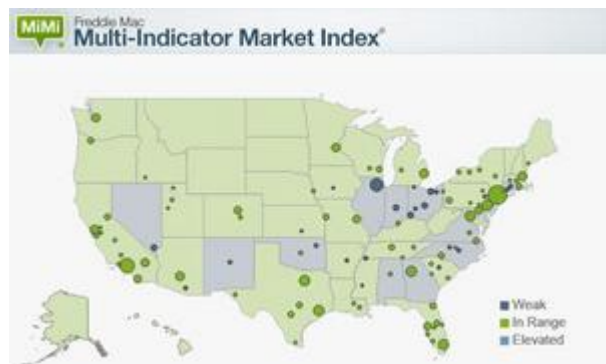 MiMi
Freddie Mac
Multi-Indicator Market Index®
Weak
In Range
Elevated